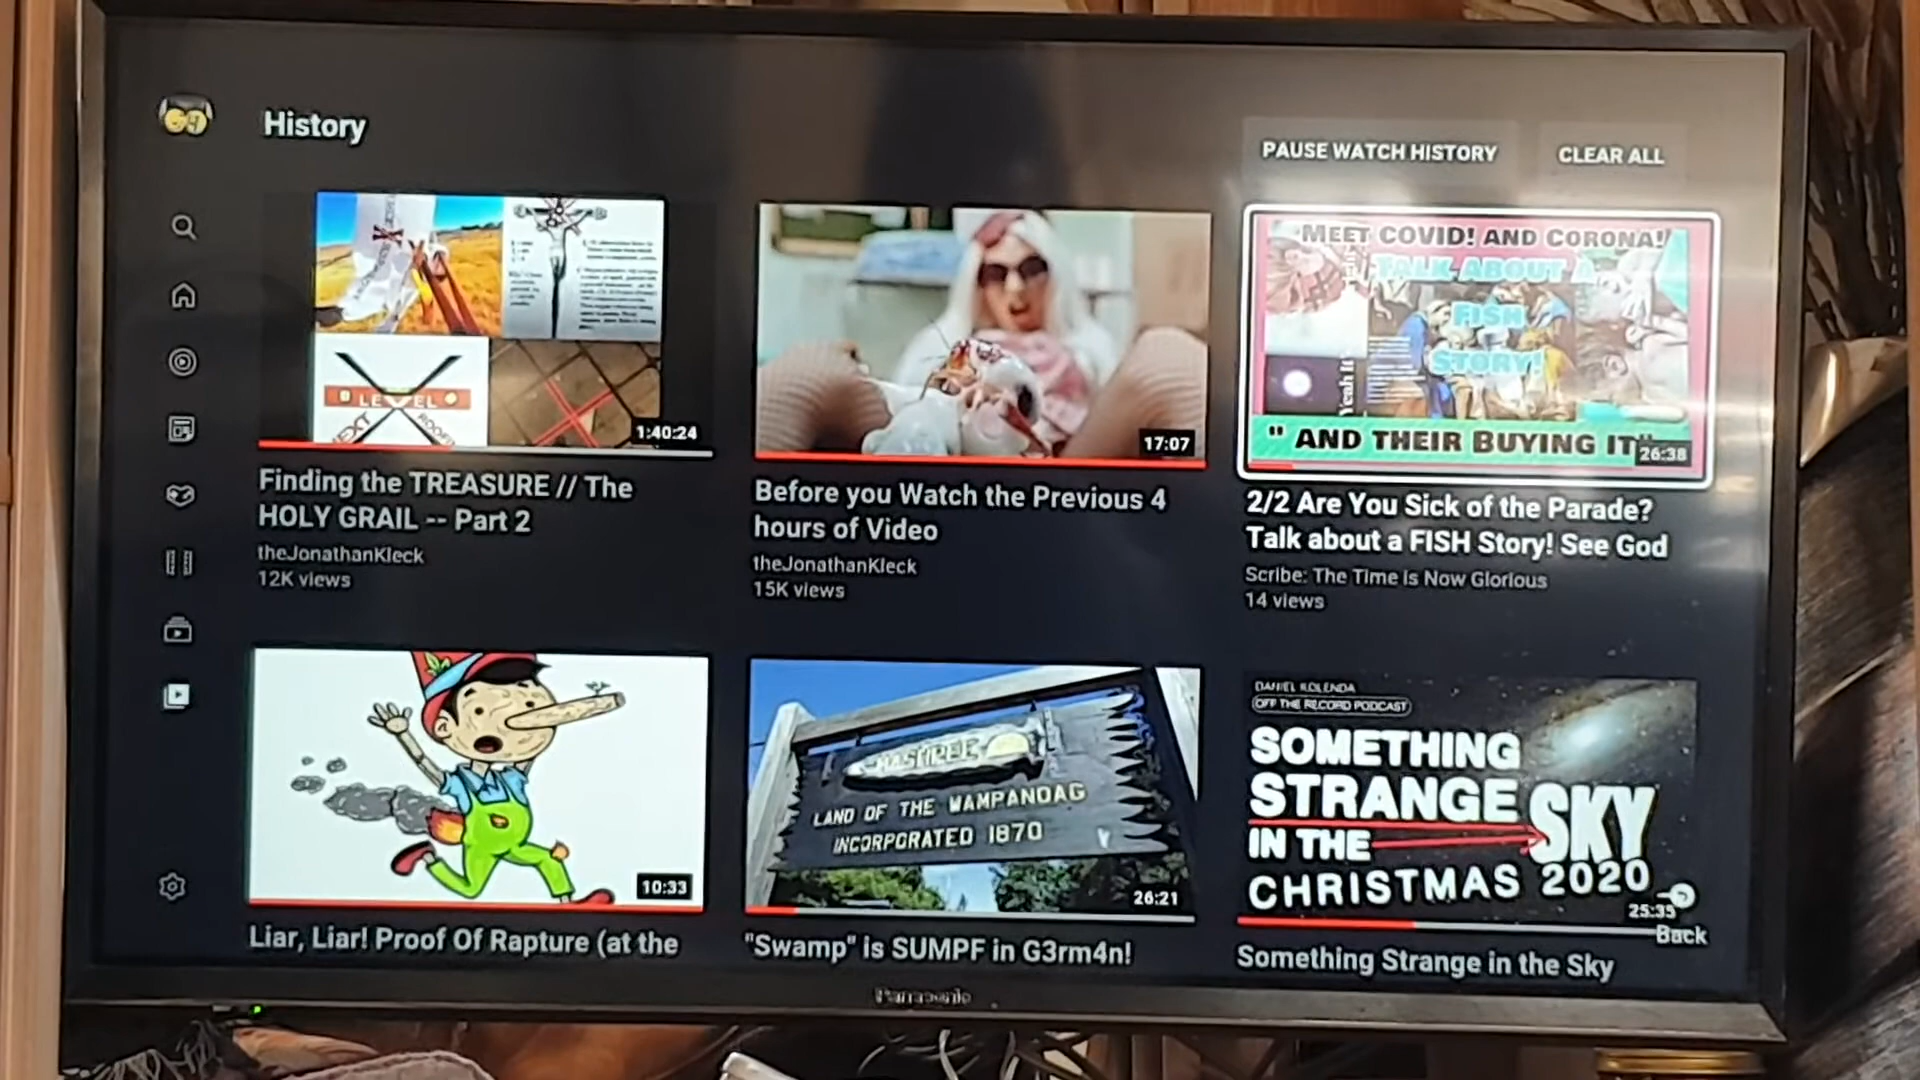 History
PAUSE WATCH HISTORY
CLEAR ALL
LEVEL
NEXT
1:40:24
Finding the TREASURE // The
HOLY GRAIL -- Part 2
theJonathanKleck
12K views
17:07
Before you Watch the Previous 4
hours of Video
theJonathanKleck
15K views
MEET COVID! AND CORONA!
TALK ABOUT A
FISH
STORY!
Yeah It
" AND THEIR BUYING IT"
26:38
2/2 Are You Sick of the Parade?
Talk about a FISH Story! See God
Scribe: The Time is Now Glorious
14 views
10:33
Liar, Liar! Proof Of Rapture (at the
LAND OF THE WAMPANOAG
INCORPORATED 1870
26:21
"Swamp" is SUMPF in G3rm4n!
DANIEL KOLENDA
OFF THE RECORD PODCAST
SOMETHING
STRANGE
IN THE
SKY
CHRISTMAS 2020
25:35
Back
Something Strange in the Sky
Panasonic